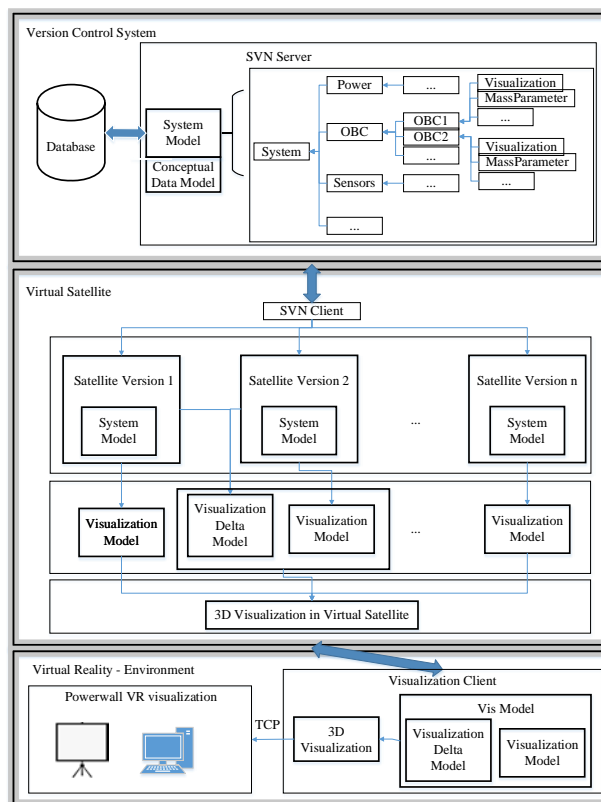 Version Control System
SVN Server
Database
System
Model
Conceptual
Data Model
System
Power
...
OBC
OBC1
OBC2
...
Sensors
...
...
Visualization
MassParameter
...
Visualization
MassParameter
...
Virtual Satellite
SVN Client
Satellite Version 1
System
Model
Satellite Version 2
System
Model
...
Satellite Version n
System
Model
Visualization
Model
Visualization
Delta
Model
Visualization
Model
...
Visualization
Model
3D Visualization in Virtual Satellite
Virtual Reality - Environment
Powerwall VR visualization
TCP
Visualization Client
3D
Visualization
Vis Model
Visualization
Delta
Model
Visualization
Model